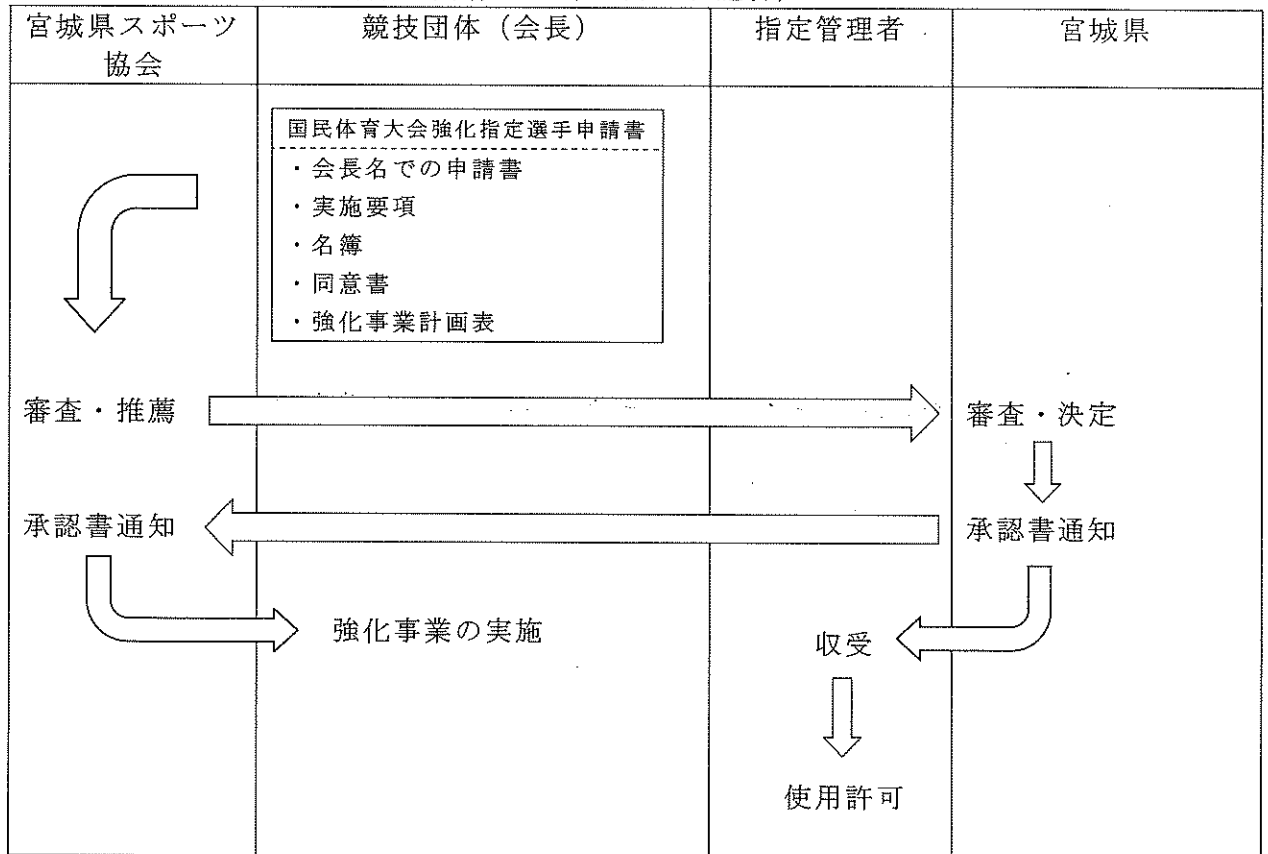 宮城県スポーツ
協会
競技団体（会長）
指定管理者
宮城県
国民体育大会強化指定選手申請書
・会長名での申請書
・実施要項
・名簿
・同意書
・強化事業計画表
審査・推薦
審査・決定
承認書通知
承認書通知
強化事業の実施
収受
使用許可